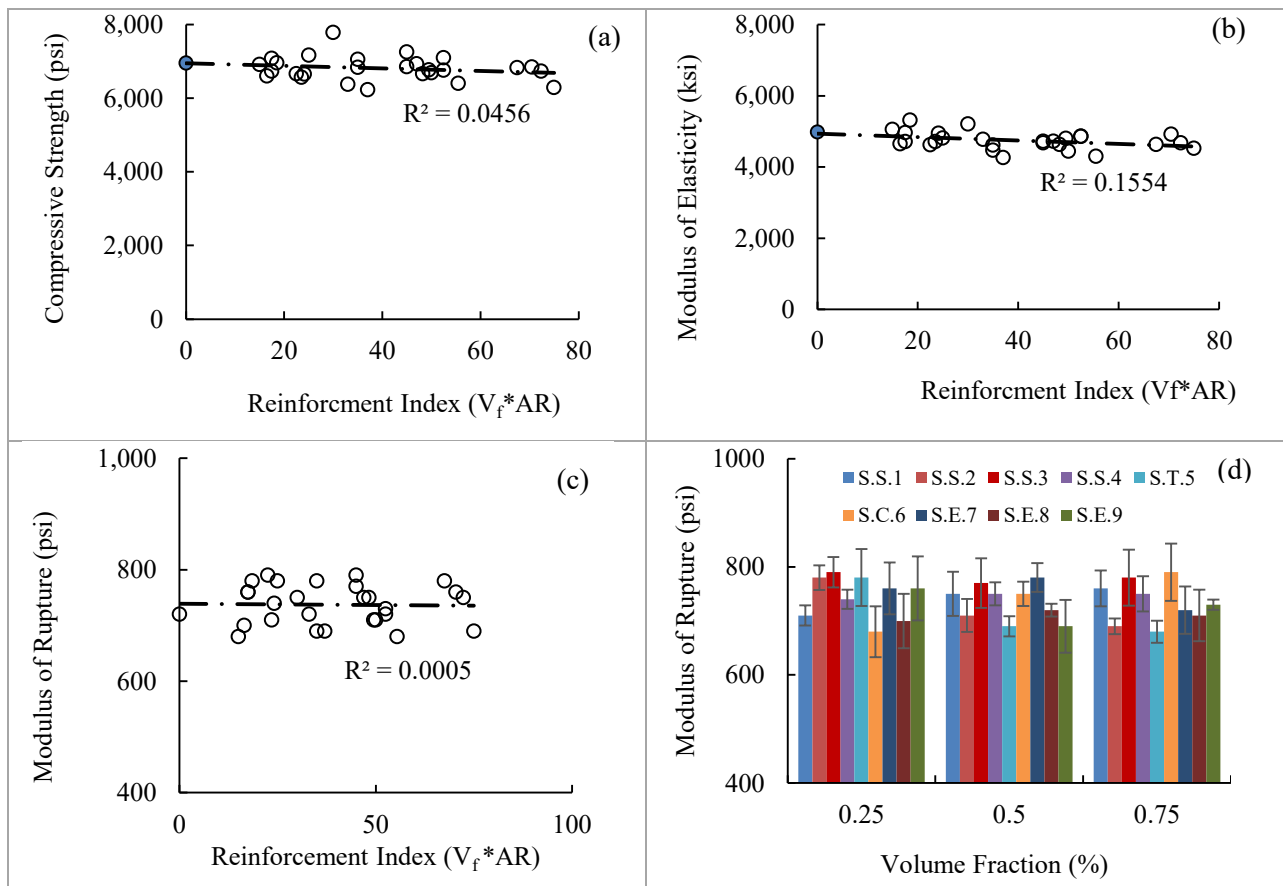 (a)
8,000
6,000
4,000
2,000
0
Compressive Strength (psi)
R² = 0.0456
0 20 40 60 80
Reinforcment Index (Vf*AR)
(b)
8,000
6,000
4,000
2,000
0
Modulus of Elasticity (ksi)
R² = 0.1554
0 20 40 60 80
Reinforcment Index (Vf*AR)
(c)
1,000
800
600
400
Modulus of Rupture (psi)
R² = 0.0005
0 50 100
Reinforcement Index (Vf*AR)
(d)
1000
800
600
400
Modulus of Rupture (psi)
S.S.1 S.S.2 S.S.3 S.S.4 S.T.5
S.C.6 S.E.7 S.E.8 S.E.9
0.25 0.5 0.75
Volume Fraction (%)